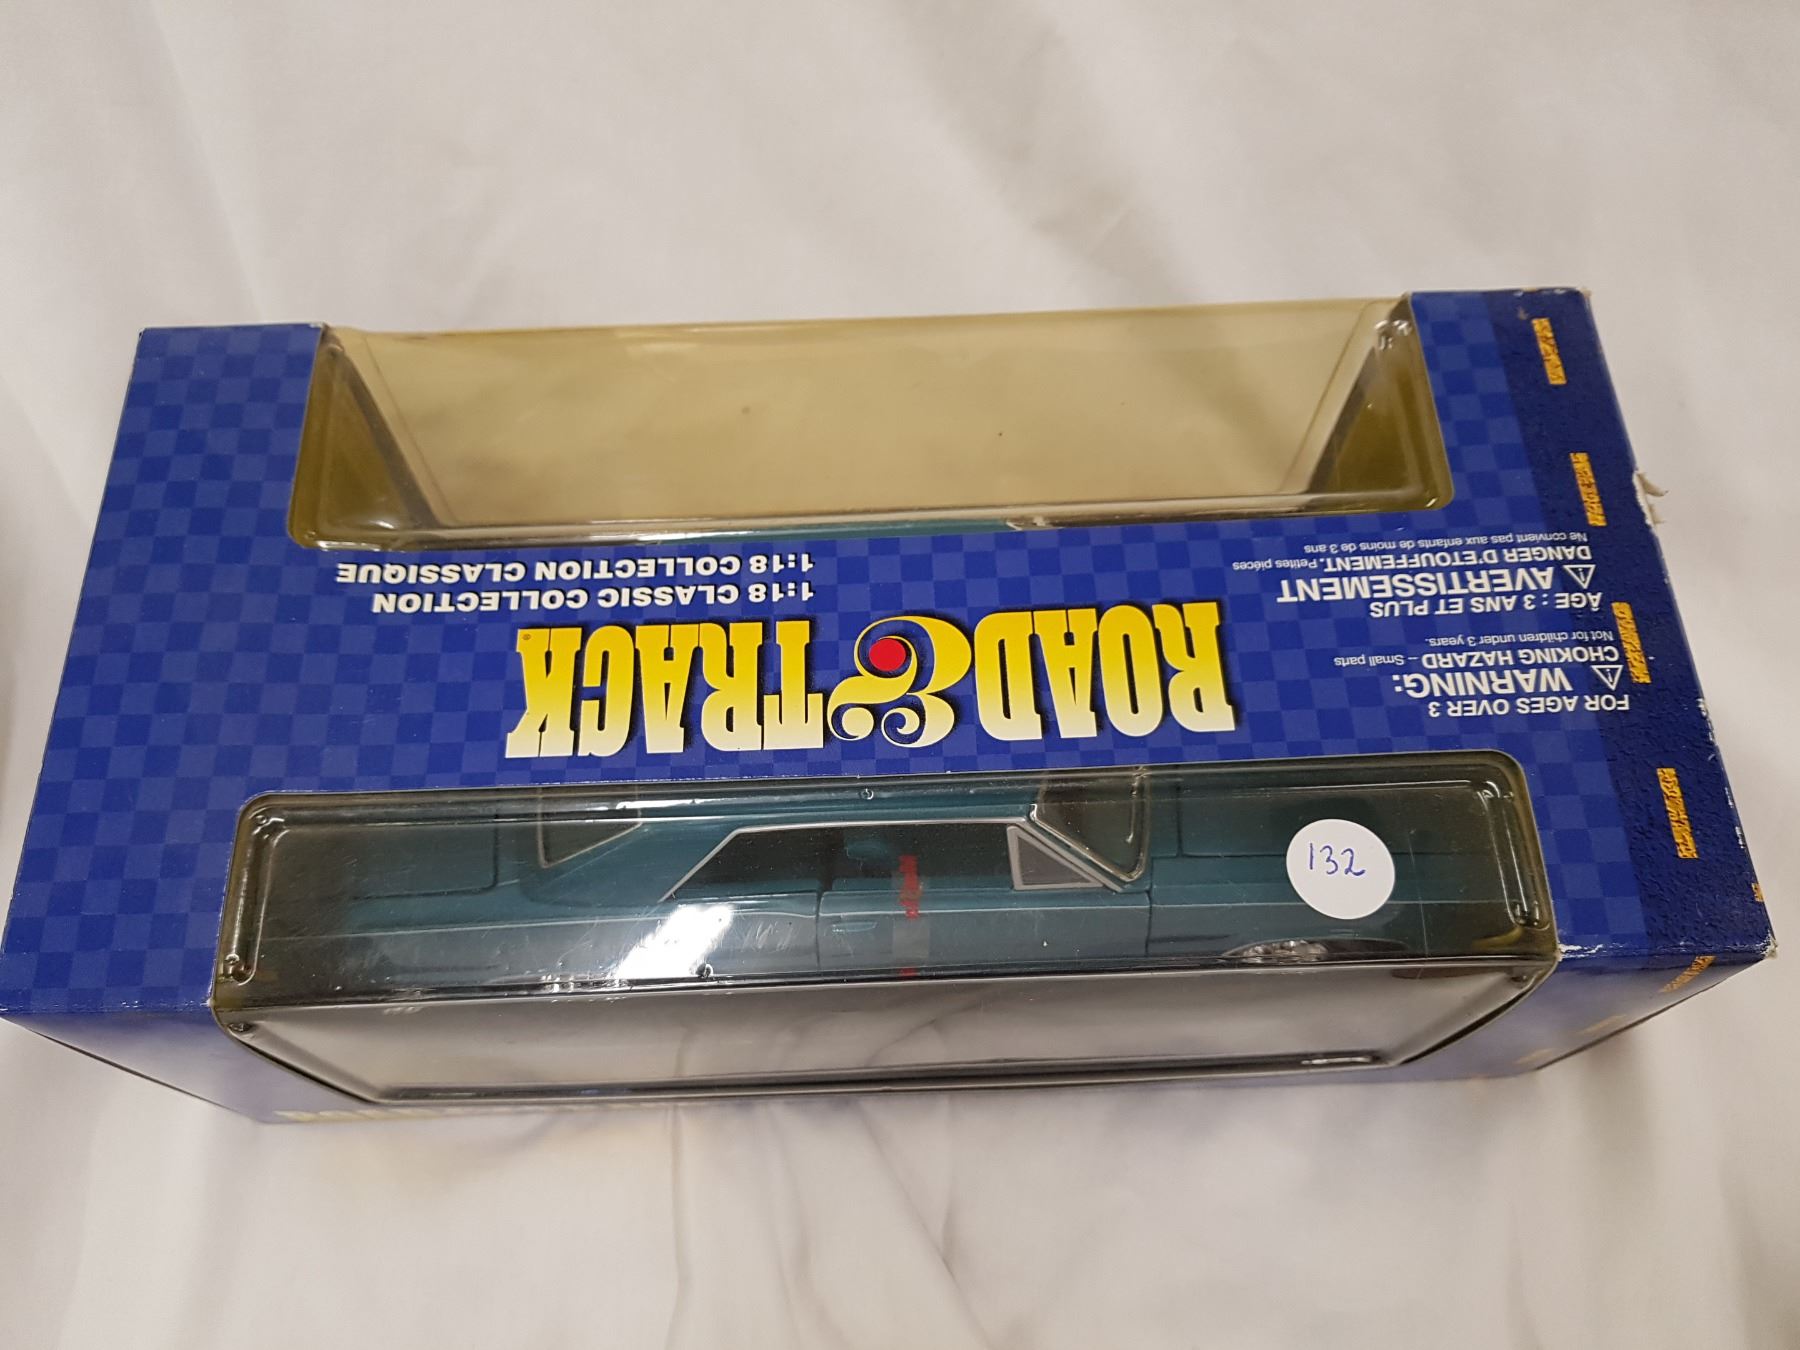 FOR AGES OVER 3
WARNING:
CHOKING HAZARD – Small parts
Not for children under 3 years.
ÂGE : 3 ANS ET PLUS
AVERTISSEMENT
DANGER D'ETOUFFEMENT. Petites pièces
Ne convient pas aux enfants de moins de 3 ans
ROAD & TRACK®
1:18 CLASSIC COLLECTION
1:18 COLLECTION CLASSIQUE
132